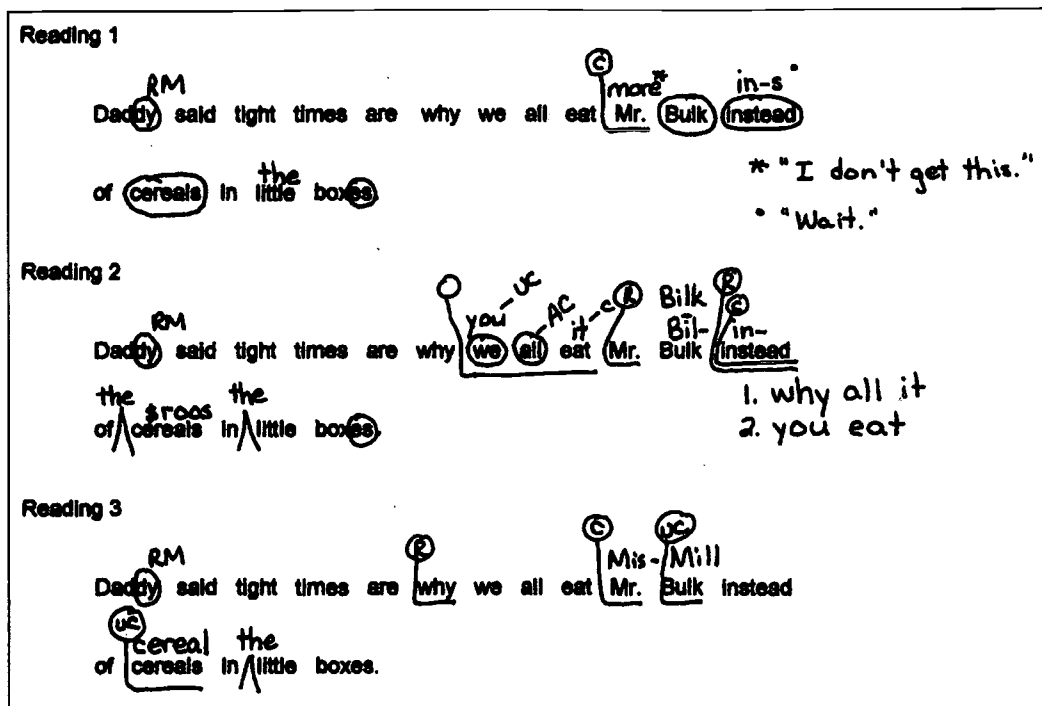 Reading 1
RM C more* in-s °
Daddy said tight times are why we all eat Mr. Bulk instead
the
of cereals in little boxes.
* "I don't get this."
° "Wait."
Reading 2
RM you - UC - AC it - C R Bilk R C
Bil- in-
Daddy said tight times are why we all eat Mr. Bulk instead
the $roos the
of cereals in little boxes.
1. why all it
2. you eat
Reading 3
RM R C Mis- UC Mill
Daddy said tight times are why we all eat Mr. Bulk instead
UC cereal the
of cereals in little boxes.